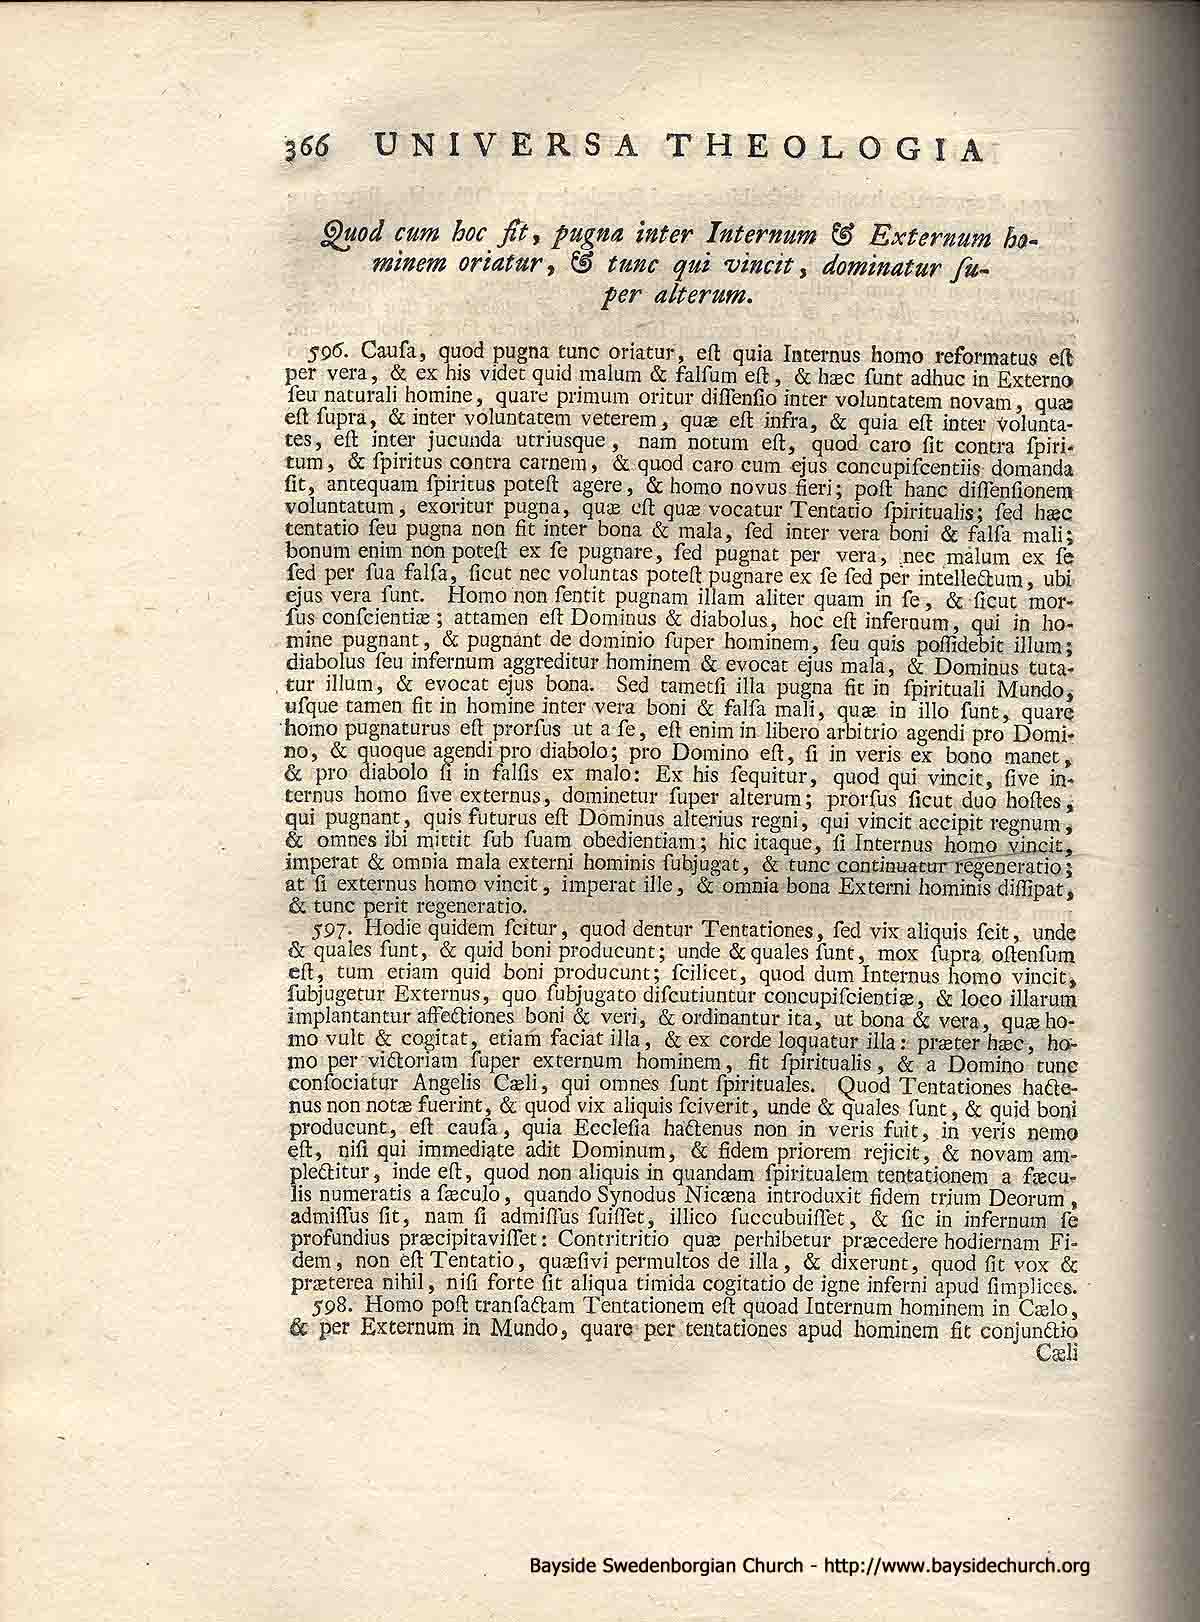 366 UNIVERSA THEOLOGIA
Quod cum hoc ſit, pugna inter Internum & Externum ho-
minem oriatur, & tunc qui vincit, dominatur ſu-
per alterum.
596. Cauſa, quod pugna tunc oriatur, eſt quia Internus homo reformatus eſt
per vera, & ex his videt quid malum & falſum eſt, & hæc ſunt adhuc in Externo
ſeu naturali homine, quare primum oritur diſſenſio inter voluntatem novam, quæ
eſt ſupra, & inter voluntatem veterem, quæ eſt infra, & quia eſt inter volunta-
tes, eſt inter jucunda utriusque, nam notum eſt, quod caro ſit contra ſpiri-
tum, & ſpiritus contra carnem, & quod caro cum ejus concupiſcentiis domanda
ſit, antequam ſpiritus poteſt agere, & homo novus fieri; poſt hanc diſſenſionem
voluntatum, exoritur pugna, quæ eſt quæ vocatur Tentatio ſpiritualis; ſed hæc
tentatio ſeu pugna non fit inter bona & mala, ſed inter vera boni & falſa mali;
bonum enim non poteſt ex ſe pugnare, ſed pugnat per vera, nec malum ex ſe
ſed per ſua falſa, ſicut nec voluntas poteſt pugnare ex ſe ſed per intellectum, ubi
ejus vera ſunt. Homo non ſentit pugnam illam aliter quam in ſe, & ſicut mor-
ſus conſcientiæ; attamen eſt Dominus & diabolus, hoc eſt infernum, qui in ho-
mine pugnant, & pugnant de dominio ſuper hominem, ſeu quis poſſidebit illum;
diabolus ſeu infernum aggreditur hominem & evocat ejus mala, & Dominus tuta-
tur illum, & evocat ejus bona. Sed tametſi illa pugna fit in ſpirituali Mundo,
uſque tamen fit in homine inter vera boni & falſa mali, quæ in illo ſunt, quare
homo pugnaturus eſt prorſus ut a ſe, eſt enim in libero arbitrio agendi pro Domi-
no, & quoque agendi pro diabolo; pro Domino eſt, ſi in veris ex bono manet,
& pro diabolo ſi in falſis ex malo: Ex his ſequitur, quod qui vincit, ſive in-
ternus homo ſive externus, dominetur ſuper alterum; prorſus ſicut duo hoſtes,
qui pugnant, quis futurus eſt Dominus alterius regni, qui vincit accipit regnum,
& omnes ibi mittit ſub ſuam obedientiam; hic itaque, ſi Internus homo vincit,
imperat & omnia mala externi hominis ſubjugat, & tunc continuatur regeneratio;
at ſi externus homo vincit, imperat ille, & omnia bona Externi hominis diſſipat,
& tunc perit regeneratio.
597. Hodie quidem ſcitur, quod dentur Tentationes, ſed vix aliquis ſcit, unde
& quales ſunt, & quid boni producunt; unde & quales ſunt, mox ſupra oſtenſum
eſt, tum etiam quid boni producunt; ſcilicet, quod dum Internus homo vincit,
ſubjugetur Externus, quo ſubjugato diſcutiuntur concupiſcientiæ, & loco illarum
implantantur affectiones boni & veri, & ordinantur ita, ut bona & vera, quæ ho-
mo vult & cogitat, etiam faciat illa, & ex corde loquatur illa: præter hæc, ho-
mo per victoriam ſuper externum hominem, fit ſpiritualis, & a Domino tunc
conſociatur Angelis Cæli, qui omnes ſunt ſpirituales. Quod Tentationes hacte-
nus non notæ fuerint, & quod vix aliquis ſciverit, unde & quales ſunt, & quid boni
producunt, eſt cauſa, quia Eccleſia hactenus non in veris fuit, in veris nemo
eſt, niſi qui immediate adit Dominum, & fidem priorem rejicit, & novam am-
plectitur, inde eſt, quod non aliquis in quandam ſpiritualem tentationem a fæcu-
lis numeratis a ſæculo, quando Synodus Nicæna introduxit fidem trium Deorum,
admiſſus ſit, nam ſi admiſſus fuiſſet, illico ſuccubuiſſet, & ſic in infernum ſe
profundius præcipitaviſſet: Contritritio quæ perhibetur præcedere hodiernam Fi-
dem, non eſt Tentatio, quæſivi permultos de illa, & dixerunt, quod ſit vox &
præterea nihil, niſi forte ſit aliqua timida cogitatio de igne inferni apud ſimplices.
598. Homo poſt tranſactam Tentationem eſt quoad Internum hominem in Cælo,
& per Externum in Mundo, quare per tentationes apud hominem fit conjunctio
Cæli
Bayside Swedenborgian Church - http://www.baysidechurch.org